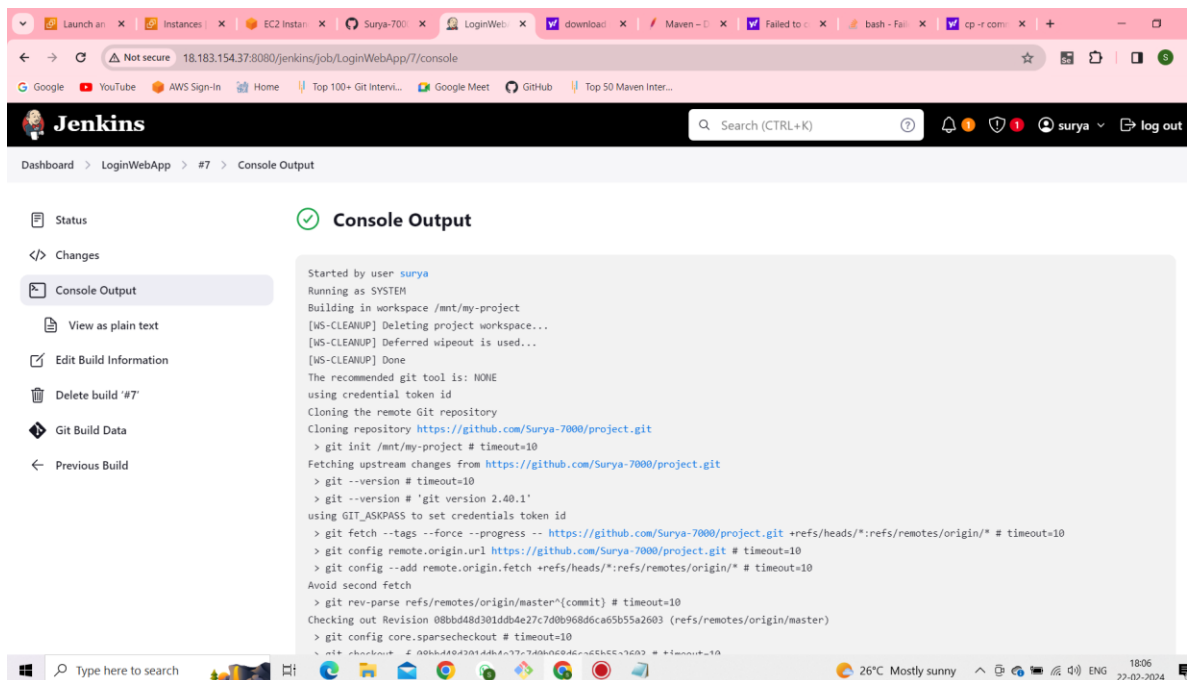 Launch an
Instances |
EC2 Instan
Surya-700
LoginWeb
download
Maven – D
Failed to c
bash - Fail
cp -r com
Not secure 18.183.154.37:8080/jenkins/job/LoginWebApp/7/console
Google YouTube AWS Sign-In Home Top 100+ Git Intervi... Google Meet GitHub Top 50 Maven Inter...
Jenkins
Search (CTRL+K)
1
1
surya
log out
Dashboard > LoginWebApp > #7 > Console Output
Status
Changes
Console Output
View as plain text
Edit Build Information
Delete build '#7'
Git Build Data
Previous Build
Console Output
Started by user surya
Running as SYSTEM
Building in workspace /mnt/my-project
[WS-CLEANUP] Deleting project workspace...
[WS-CLEANUP] Deferred wipeout is used...
[WS-CLEANUP] Done
The recommended git tool is: NONE
using credential token id
Cloning the remote Git repository
Cloning repository https://github.com/Surya-7000/project.git
> git init /mnt/my-project # timeout=10
Fetching upstream changes from https://github.com/Surya-7000/project.git
> git --version # timeout=10
> git --version # 'git version 2.40.1'
using GIT_ASKPASS to set credentials token id
> git fetch --tags --force --progress -- https://github.com/Surya-7000/project.git +refs/heads/*:refs/remotes/origin/* # timeout=10
> git config remote.origin.url https://github.com/Surya-7000/project.git # timeout=10
> git config --add remote.origin.fetch +refs/heads/*:refs/remotes/origin/* # timeout=10
Avoid second fetch
> git rev-parse refs/remotes/origin/master^{commit} # timeout=10
Checking out Revision 08bbd48d301ddb4e27c7d0b968d6ca65b55a2603 (refs/remotes/origin/master)
> git config core.sparsecheckout # timeout=10
> git checkout -f 08bbd48d301ddb4e27c7d0b968d6ca65b55a2603 # timeout=10
Type here to search
26°C Mostly sunny
ENG
18:06
22-02-2024